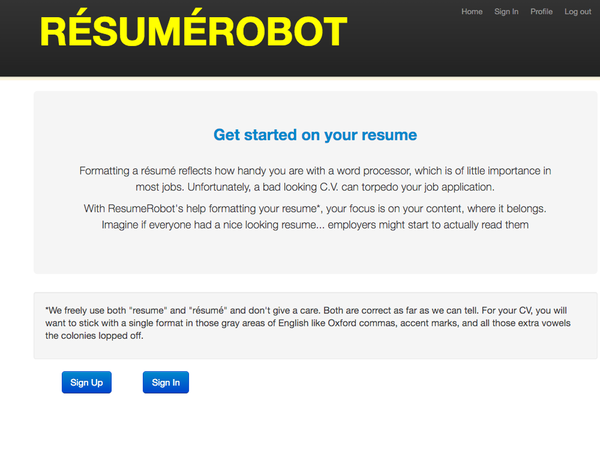 RÉSUMÉROBOT
Home Sign In Profile Log out
Get started on your resume
Formatting a résumé reflects how handy you are with a word processor, which is of little importance in
most jobs. Unfortunately, a bad looking C.V. can torpedo your job application.
With ResumeRobot's help formatting your resume*, your focus is on your content, where it belongs.
Imagine if everyone had a nice looking resume... employers might start to actually read them
*We freely use both "resume" and "résumé" and don't give a care. Both are correct as far as we can tell. For your CV, you will
want to stick with a single format in those gray areas of English like Oxford commas, accent marks, and all those extra vowels
the colonies lopped off.
Sign Up Sign In